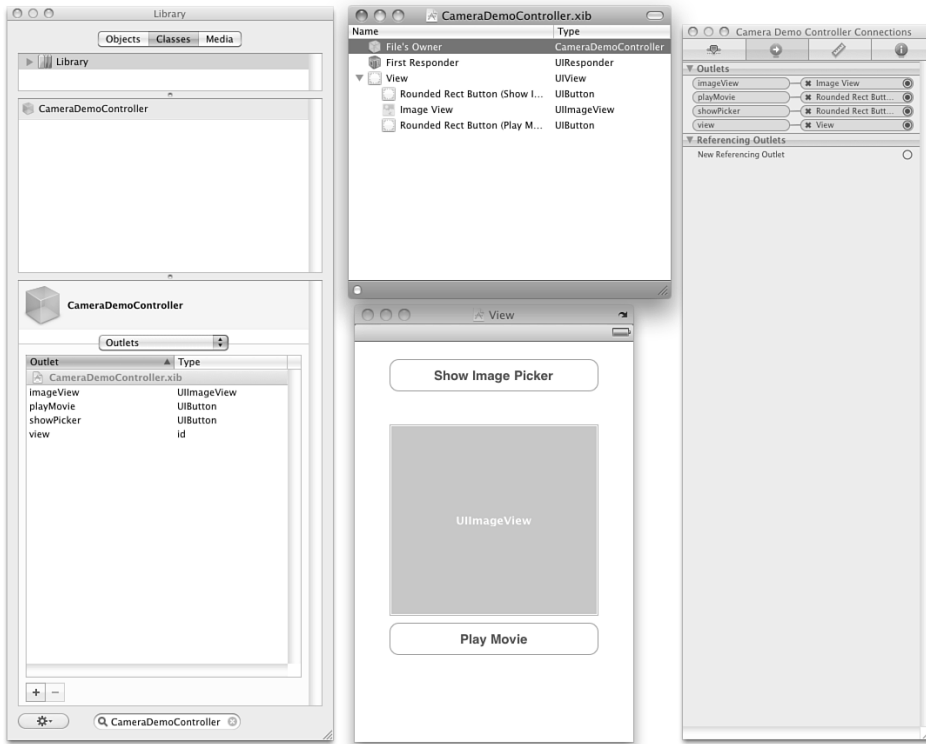 Library
Objects Classes Media
Library
CameraDemoController
CameraDemoController
Outlets
Outlet Type
CameraDemoController.xib
imageView UIImageView
playMovie UIButton
showPicker UIButton
view id
CameraDemoController
CameraDemoController.xib
Name Type
File's Owner CameraDemoController
First Responder UIResponder
View UIView
Rounded Rect Button (Show I... UIButton
Image View UIImageView
Rounded Rect Button (Play M... UIButton
View
Show Image Picker
UIImageView
Play Movie
Camera Demo Controller Connections
Outlets
imageView Image View
playMovie Rounded Rect Butt...
showPicker Rounded Rect Butt...
view View
Referencing Outlets
New Referencing Outlet